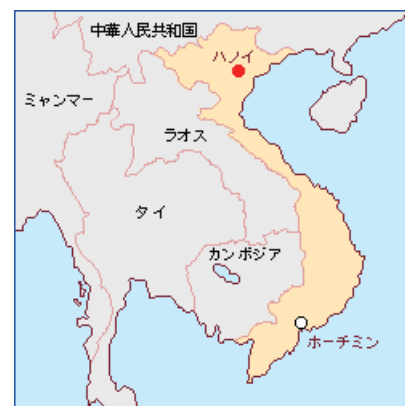 中華人民共和国
ハノイ
ミャンマー
ラオス
タイ
カンボジア
ホーチミン